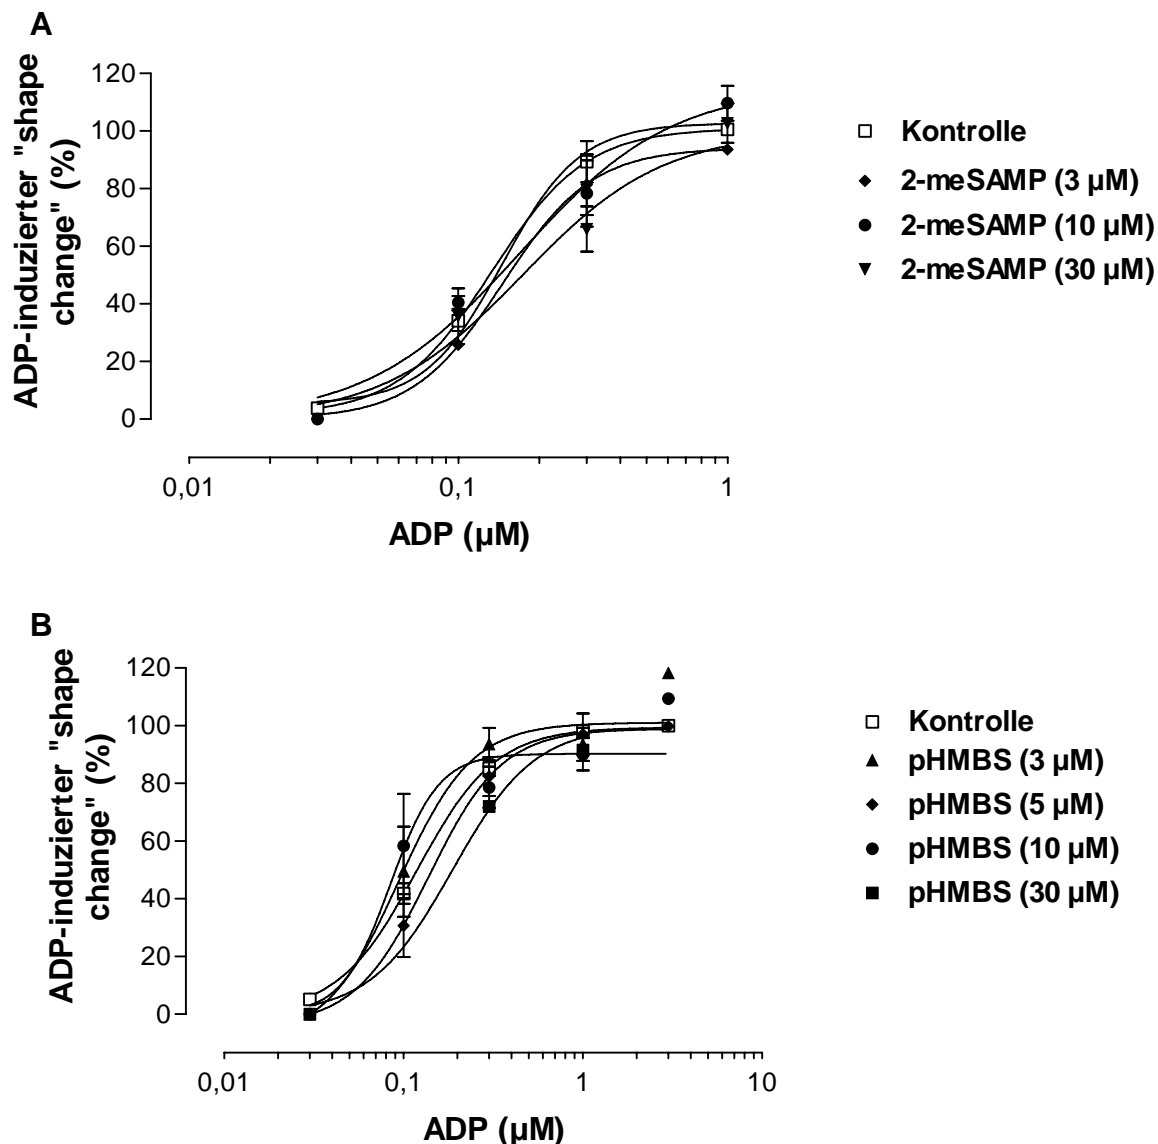 A
ADP-induzierter "shape
change" (%)
120
100
80
60
40
20
0
0,01
0,1
1
ADP (µM)
Kontrolle
2-meSAMP (3 µM)
2-meSAMP (10 µM)
2-meSAMP (30 µM)
B
ADP-induzierter "shape
change" (%)
120
100
80
60
40
20
0
0,01
0,1
1
10
ADP (µM)
Kontrolle
pHMBS (3 µM)
pHMBS (5 µM)
pHMBS (10 µM)
pHMBS (30 µM)